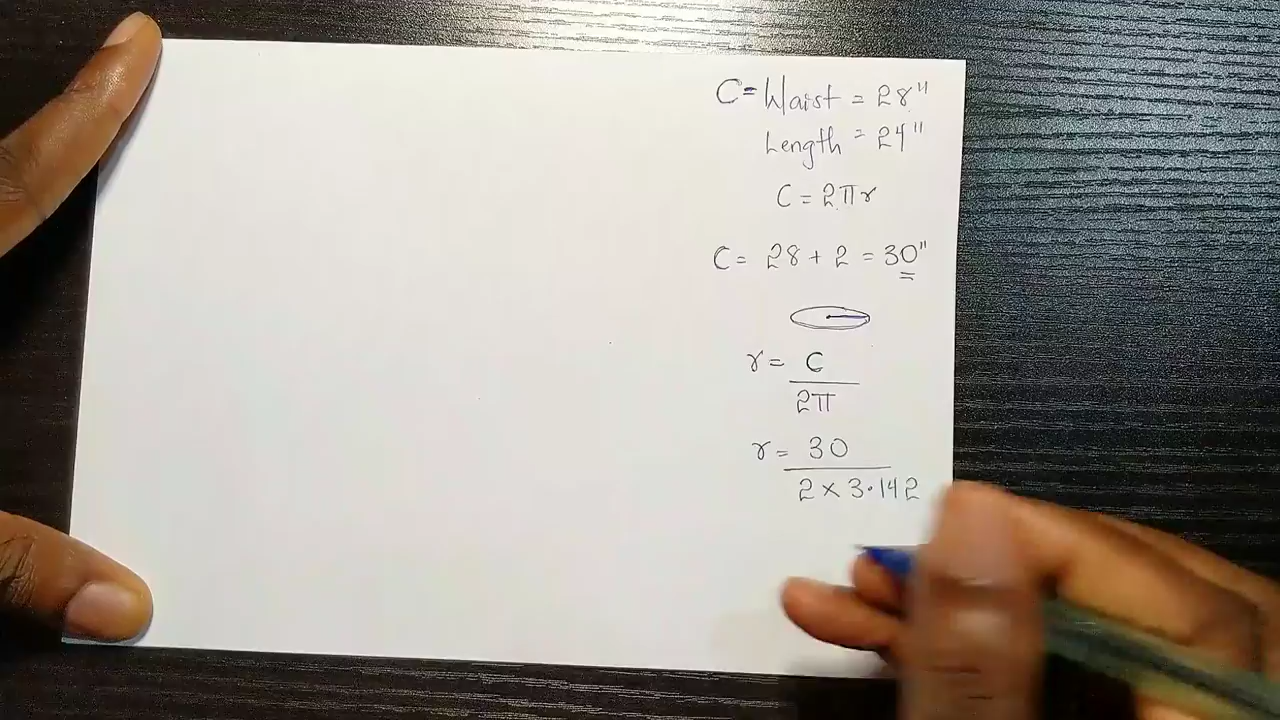 C= Waist = 28"
Length = 24"
C = 2πr
C = 28 + 2 = 30"
r = C
2π
r = 30
2 x 3.142